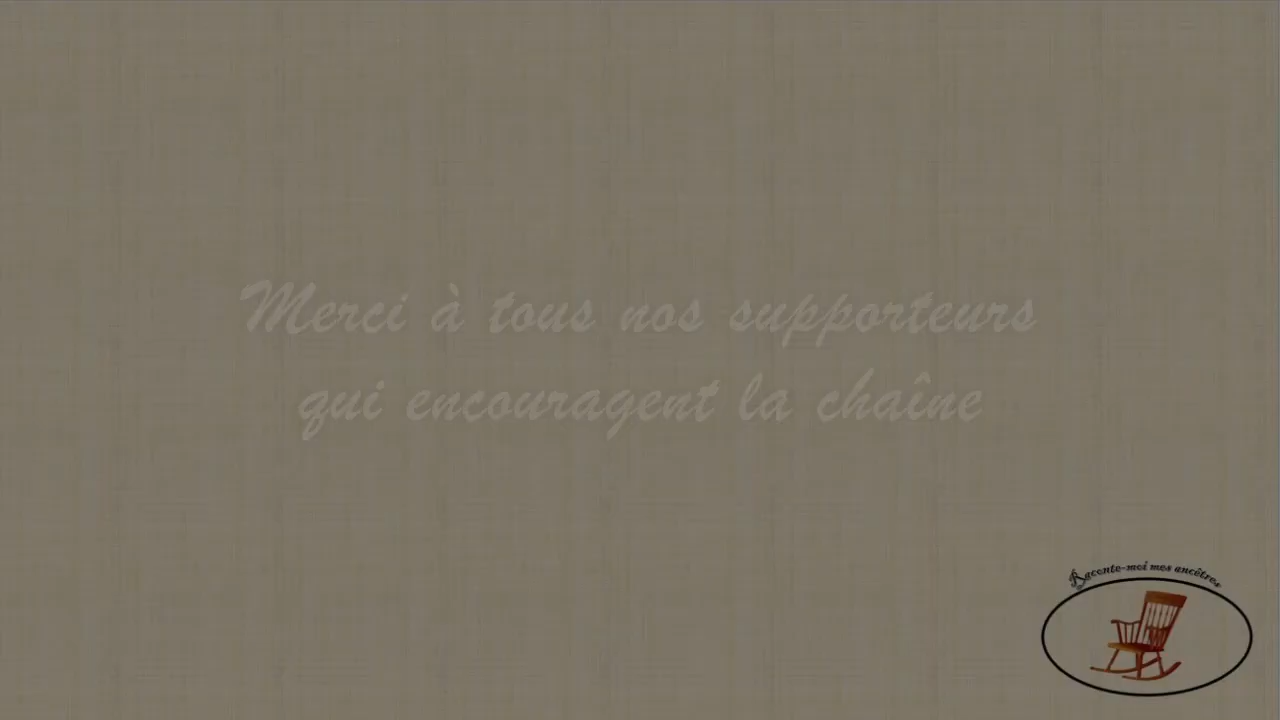 Merci à tous nos supporteurs
qui encouragent la chaîne
Raconte-moi mes ancêtres